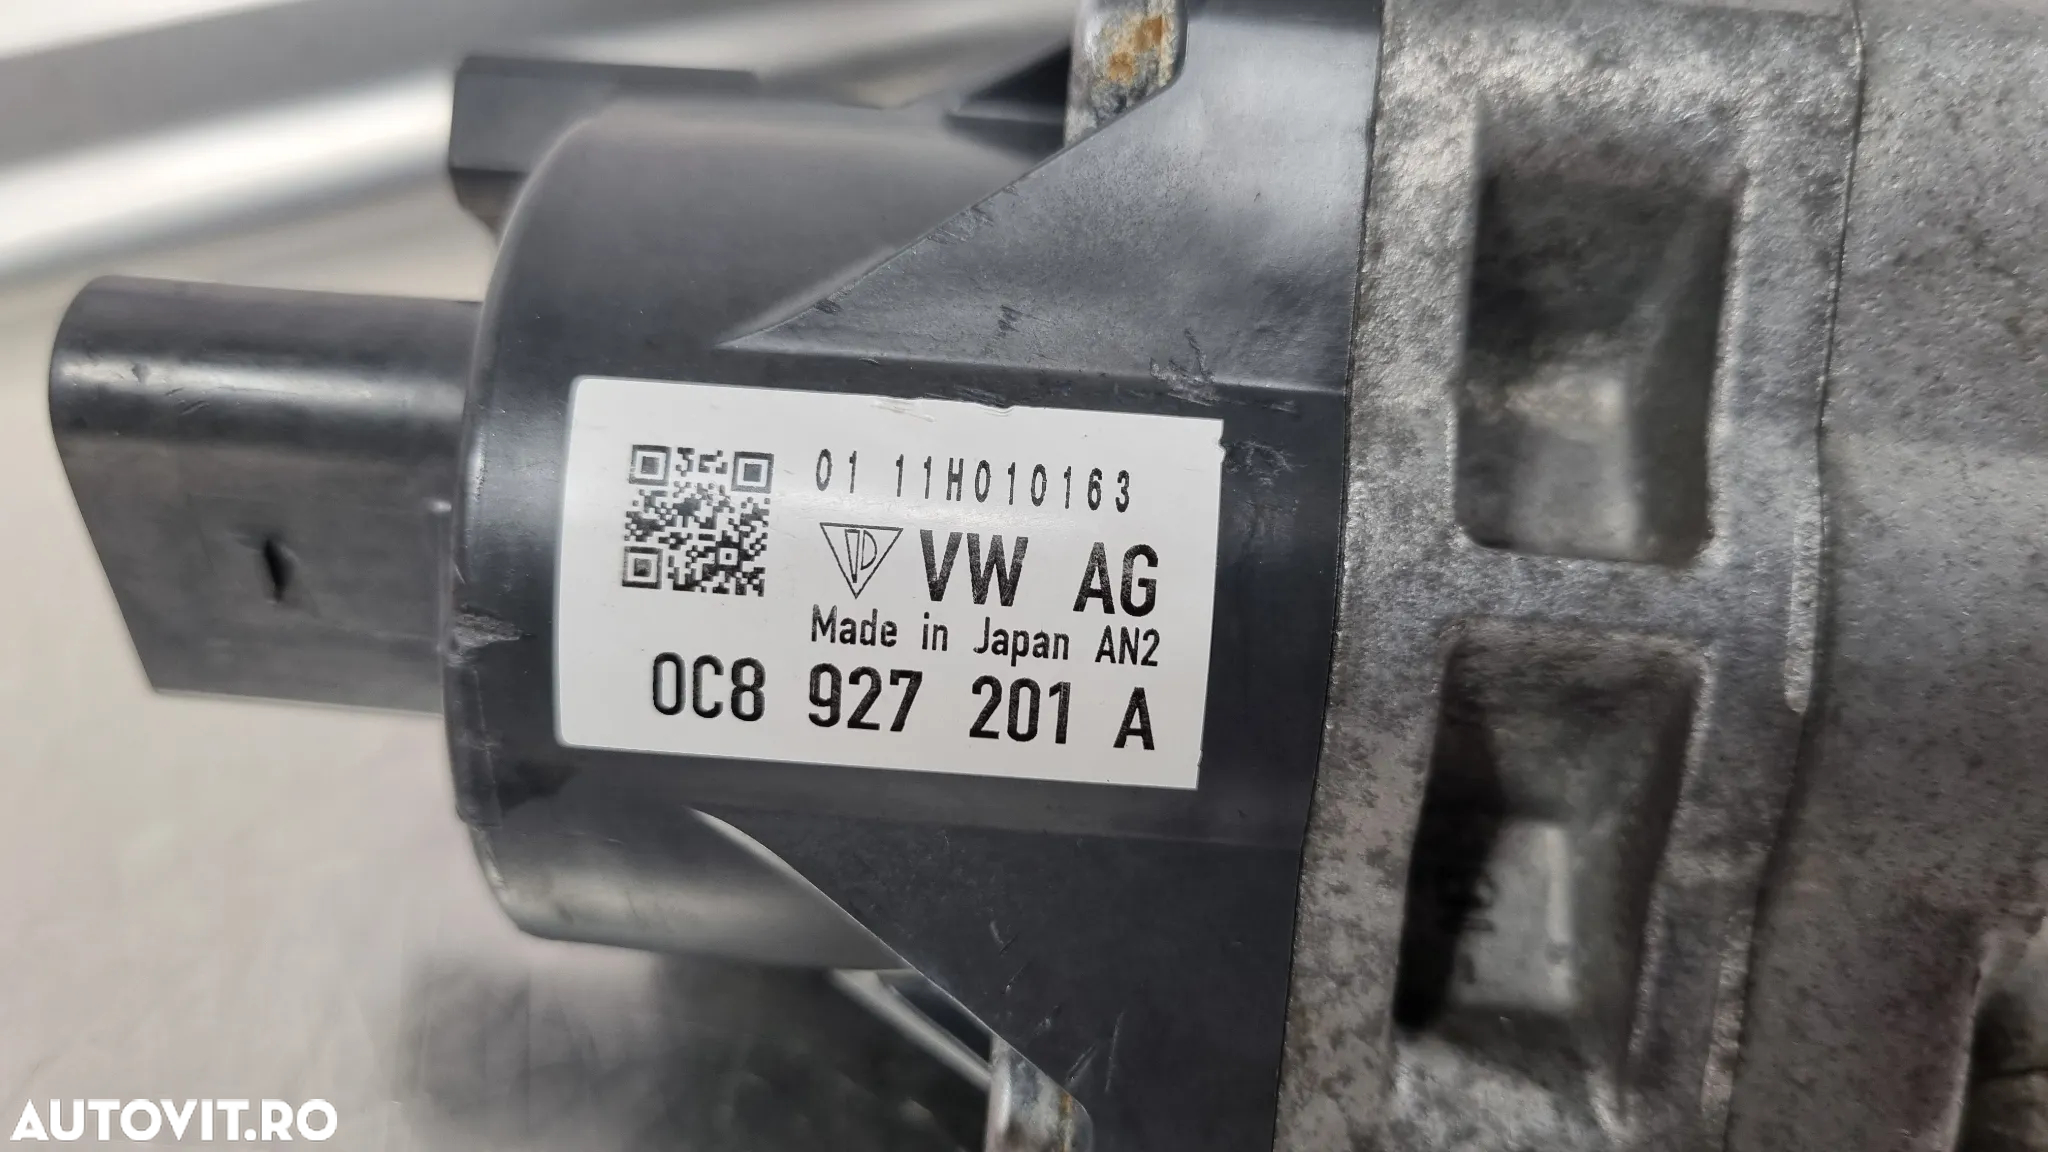 01 11H010163
VW AG
Made in Japan AN2
0C8 927 201 A
AUTOVIT.RO